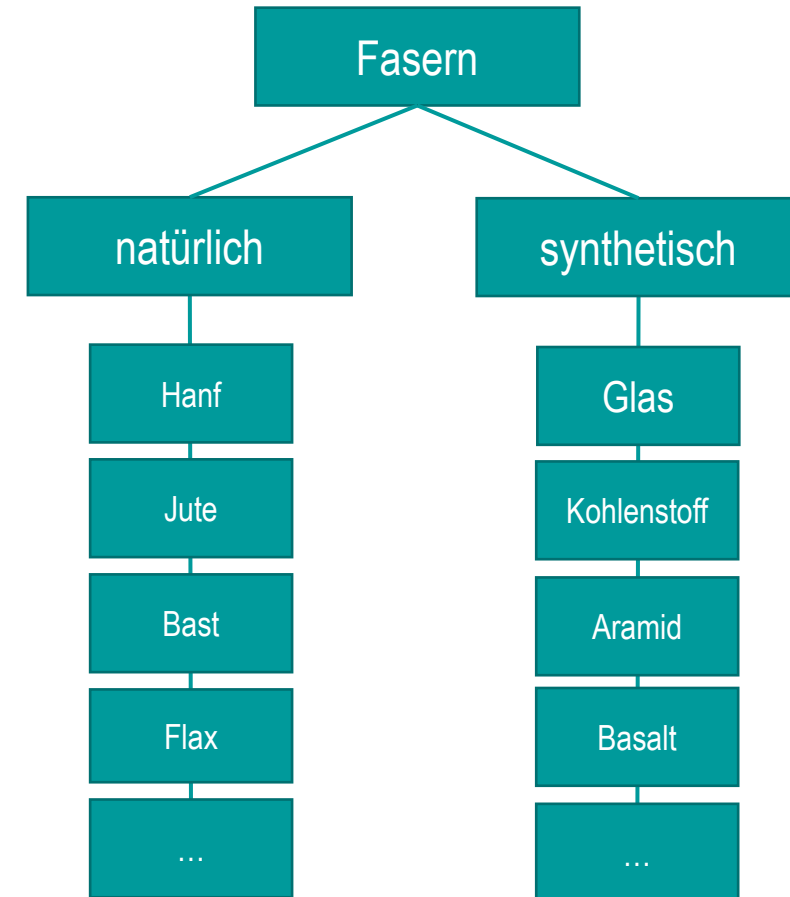 Fasern
natürlich
synthetisch
Hanf
Glas
Jute
Kohlenstoff
Bast
Aramid
Flax
Basalt
…
…